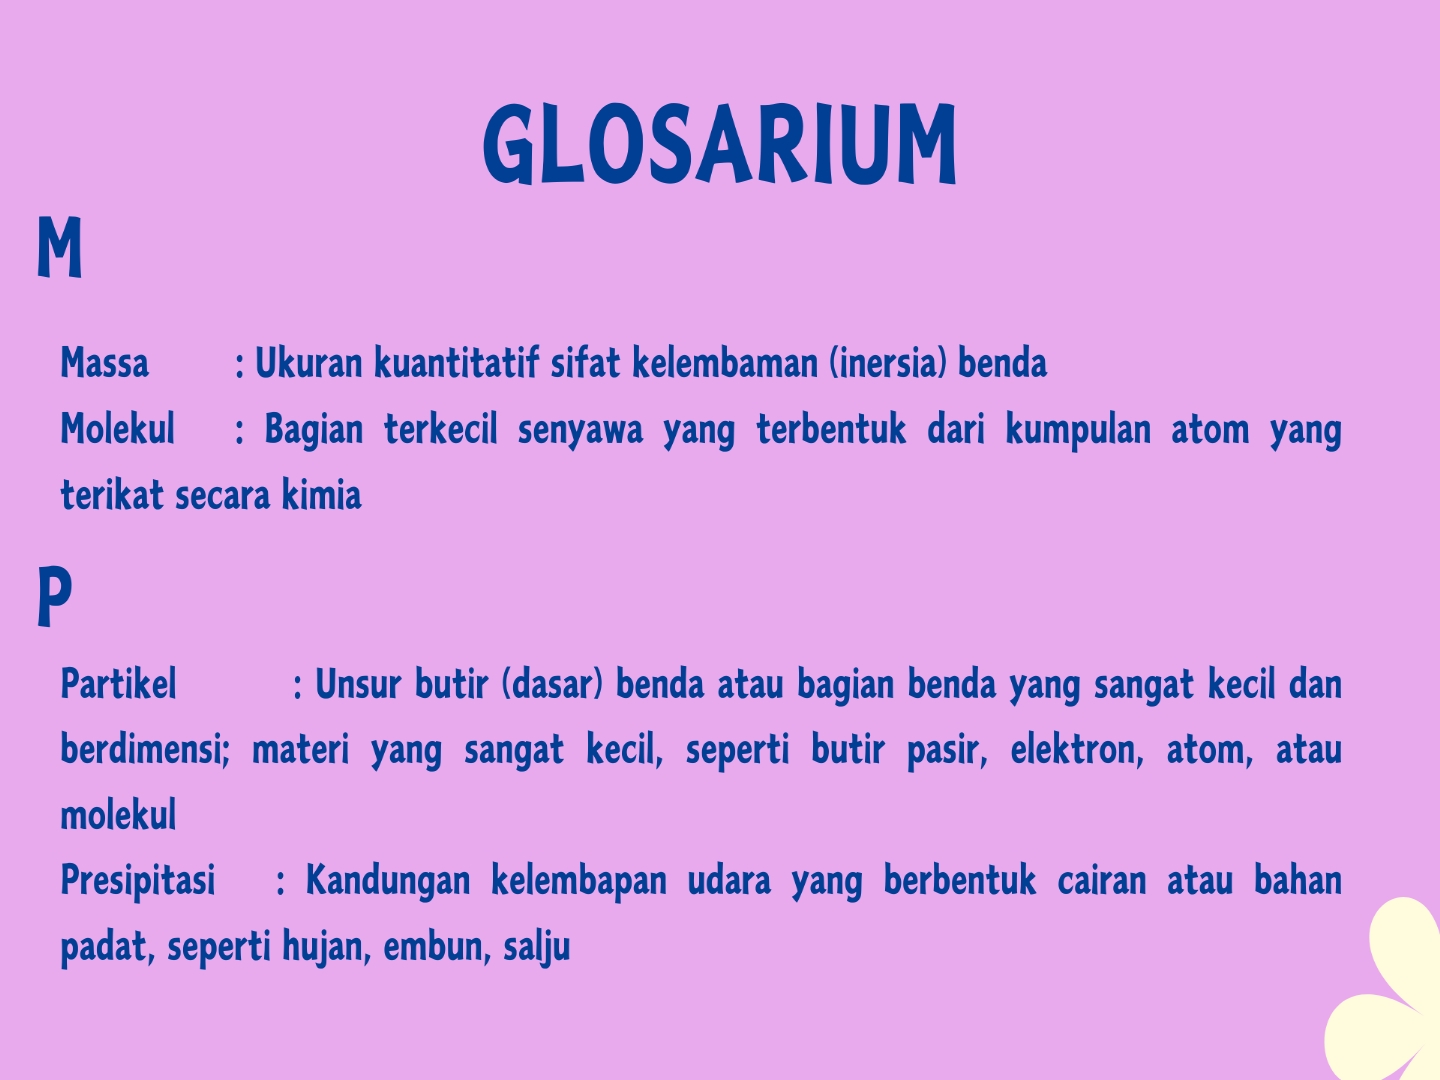 GLOSARIUM
M
Massa : Ukuran kuantitatif sifat kelembaman (inersia) benda
Molekul : Bagian terkecil senyawa yang terbentuk dari kumpulan atom yang
terikat secara kimia
P
Partikel : Unsur butir (dasar) benda atau bagian benda yang sangat kecil dan
berdimensi; materi yang sangat kecil, seperti butir pasir, elektron, atom, atau
molekul
Presipitasi : Kandungan kelembapan udara yang berbentuk cairan atau bahan
padat, seperti hujan, embun, salju